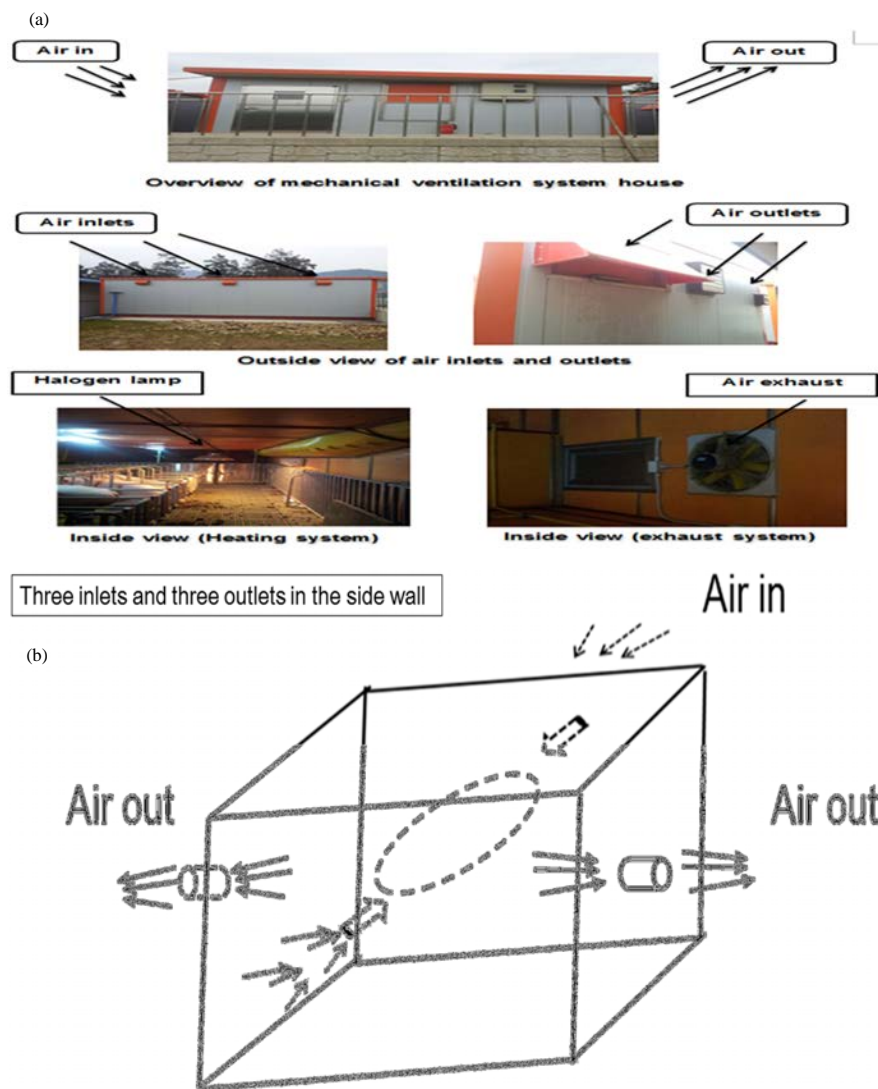 (a)
Air in
Air out
Overview of mechanical ventilation system house
Air inlets
Air outlets
Outside view of air inlets and outlets
Halogen lamp
Air exhaust
Inside view (Heating system)
Inside view (exhaust system)
Three inlets and three outlets in the side wall
Air in
(b)
Air out
Air out